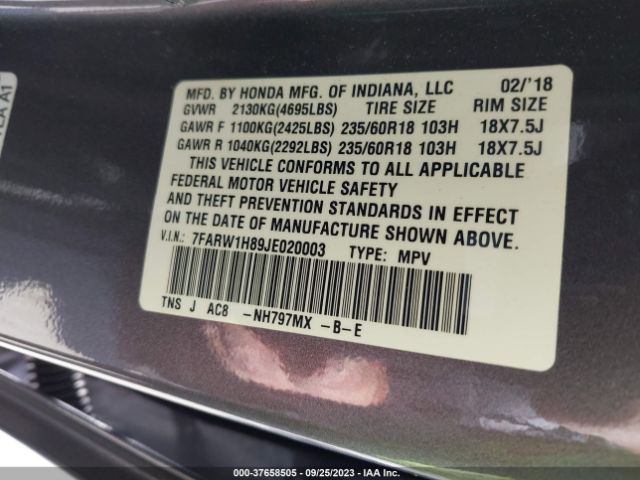 MFD. BY HONDA MFG. OF INDIANA, LLC 02/'18
GVWR 2130KG(4695LBS) TIRE SIZE RIM SIZE
GAWR F 1100KG(2425LBS) 235/60R18 103H 18X7.5J
GAWR R 1040KG(2292LBS) 235/60R18 103H 18X7.5J
THIS VEHICLE CONFORMS TO ALL APPLICABLE
FEDERAL MOTOR VEHICLE SAFETY
AND THEFT PREVENTION STANDARDS IN EFFECT
ON THE DATE OF MANUFACTURE SHOWN ABOVE.
V.I.N.: 7FARW1H89JE020003 TYPE: MPV
TNS J AC8 -NH797MX -B-E
A1
000-37658505 - 09/25/2023 - IAA Inc.